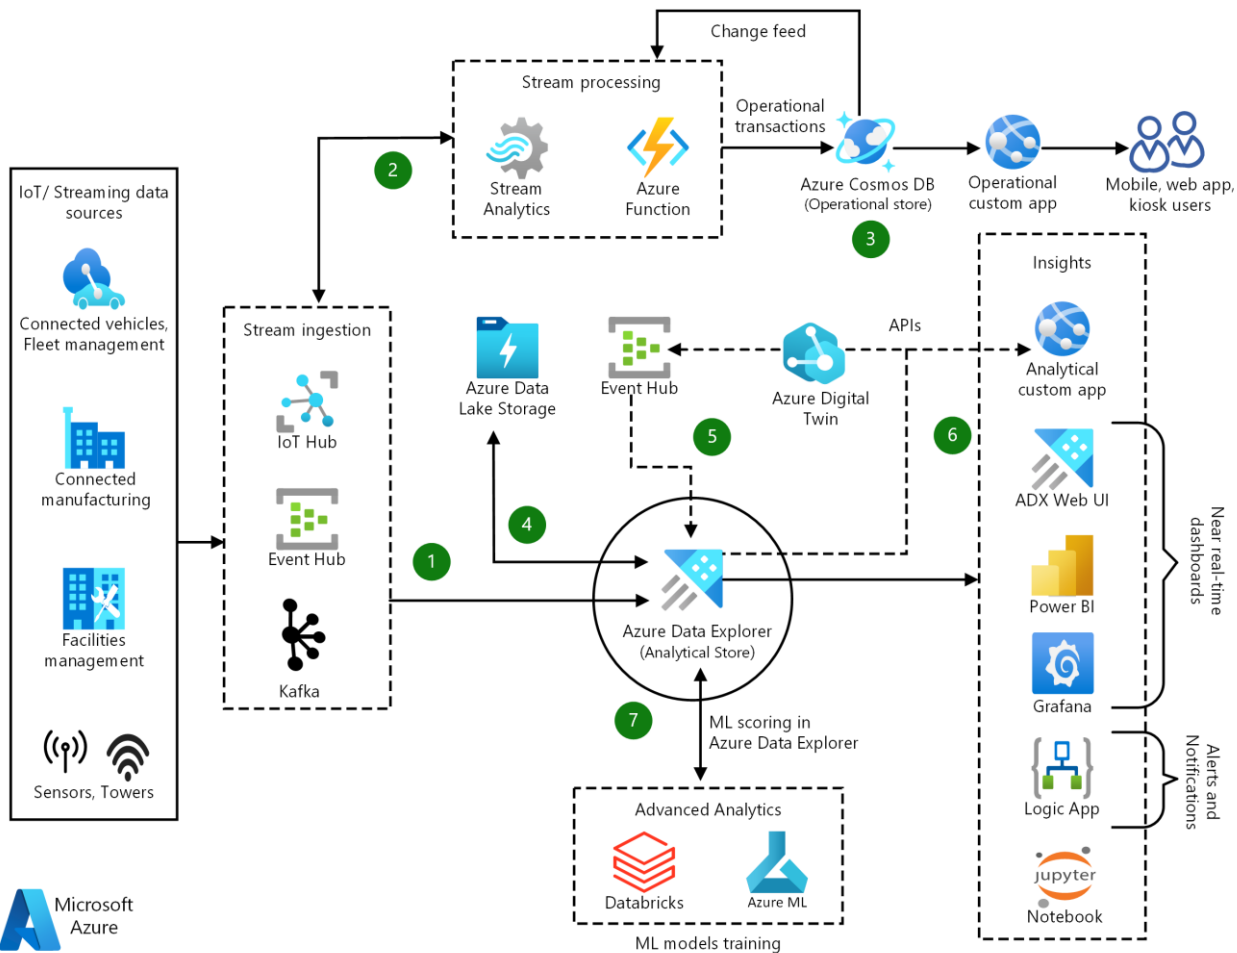 Change feed
Stream processing
Stream
Analytics
Azure
Function
Operational
transactions
Azure Cosmos DB
(Operational store)
Operational
custom app
Mobile, web app,
kiosk users
2
3
IoT/ Streaming data
sources
Connected vehicles,
Fleet management
Connected
manufacturing
Facilities
management
Sensors, Towers
Stream ingestion
IoT Hub
Event Hub
Kafka
Azure Data
Lake Storage
Event Hub
Azure Digital
Twin
APIs
5
6
4
1
Azure Data Explorer
(Analytical Store)
7
ML scoring in
Azure Data Explorer
Advanced Analytics
Databricks
Azure ML
ML models training
Insights
Analytical
custom app
ADX Web UI
Power BI
Grafana
Near real-time
dashboards
Logic App
Alerts and
Notifications
jupyter
Notebook
Microsoft
Azure